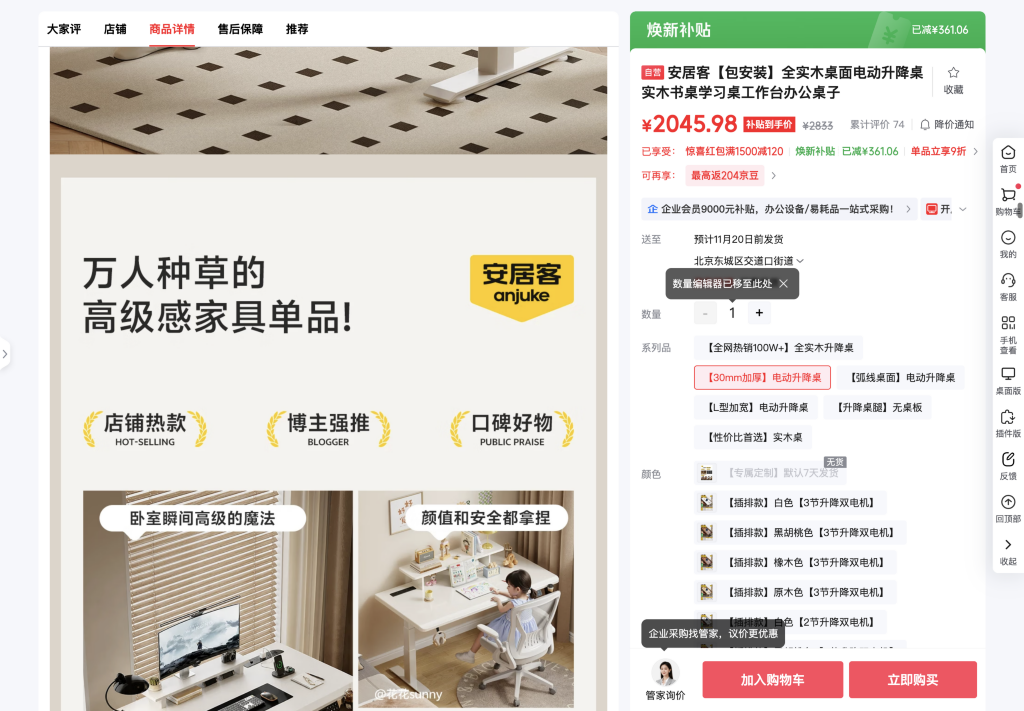 大家评
店铺
商品详情
售后保障
推荐
万人种草的
高级感家具单品!
安居客
anjuke
店铺热款
HOT-SELLING
博主强推
BLOGGER
口碑好物
PUBLIC PRAISE
卧室瞬间高级的魔法
颜值和安全都拿捏
@花花sunny
焕新补贴
已减¥361.06
自营 安居客【包安装】全实木桌面电动升降桌
实木书桌学习桌工作台办公桌子
收藏
¥2045.98 补贴到手价 ¥2833 累计评价 74 降价通知
已享受: 惊喜红包满1500减120 焕新补贴 已减¥361.06 单品立享9折
可再享: 最高返204京豆
企业会员9000元补贴，办公设备/易耗品一站式采购! 开
送至 预计11月20日前发货
北京东城区交道口街道
数量编辑器已移至此处
数量 - 1 +
系列品 【全网热销100W+】全实木升降桌
【30mm加厚】电动升降桌 【弧线桌面】电动升降桌
【L型加宽】电动升降桌 【升降桌腿】无桌板
【性价比首选】实木桌
无货
颜色 【专属定制】默认7天发货
【插排款】白色【3节升降双电机】
【插排款】黑胡桃色【3节升降双电机】
【插排款】橡木色【3节升降双电机】
【插排款】原木色【3节升降双电机】
白色【2节升降双电机】
企业采购找管家，议价更优惠
管家询价
加入购物车
立即购买
首页
购物车
我的
客服
手机
查看
桌面版
插件版
反馈
回顶部
收起